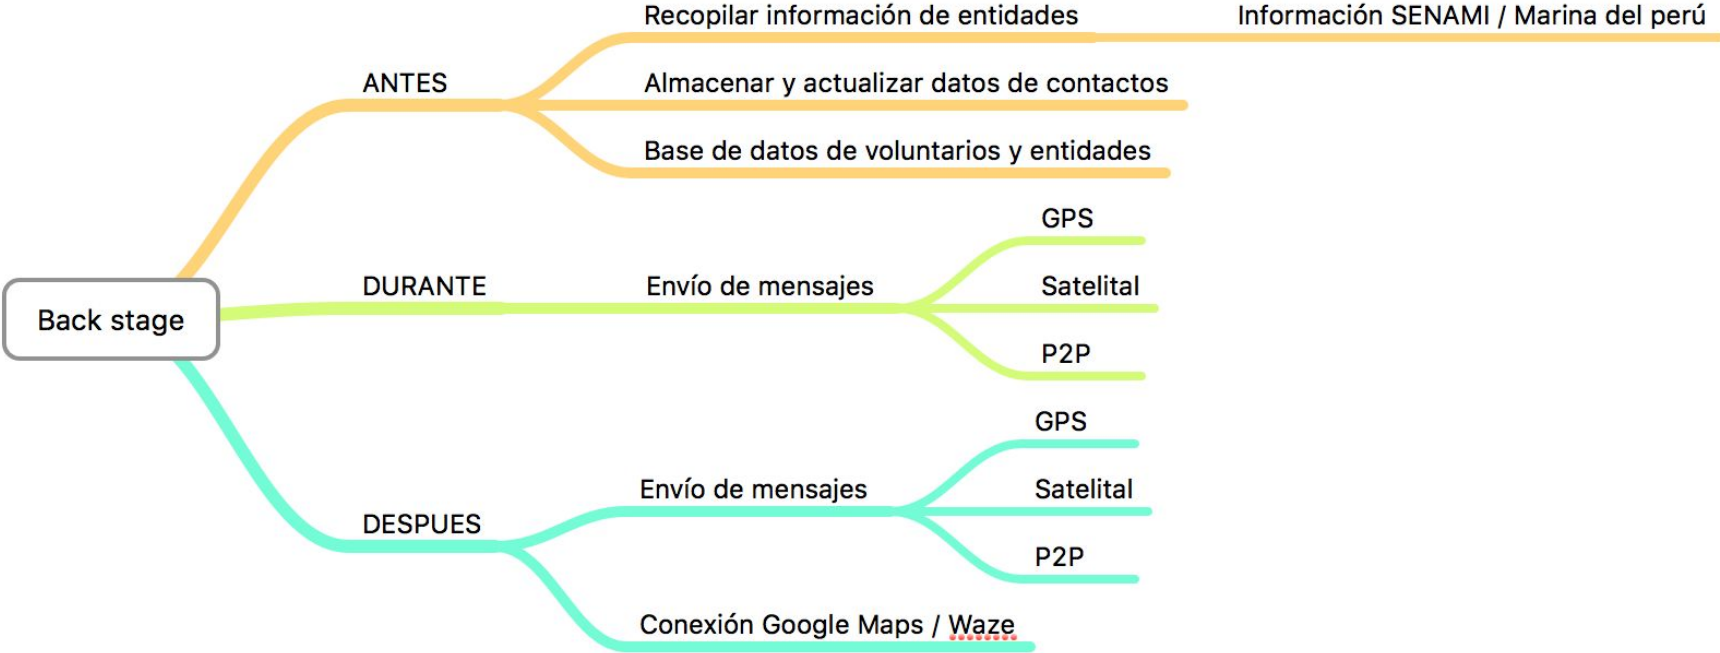 Back stage
ANTES
Recopilar información de entidades
Información SENAMI / Marina del perú
Almacenar y actualizar datos de contactos
Base de datos de voluntarios y entidades
DURANTE
Envío de mensajes
GPS
Satelital
P2P
DESPUES
Envío de mensajes
GPS
Satelital
P2P
Conexión Google Maps / Waze